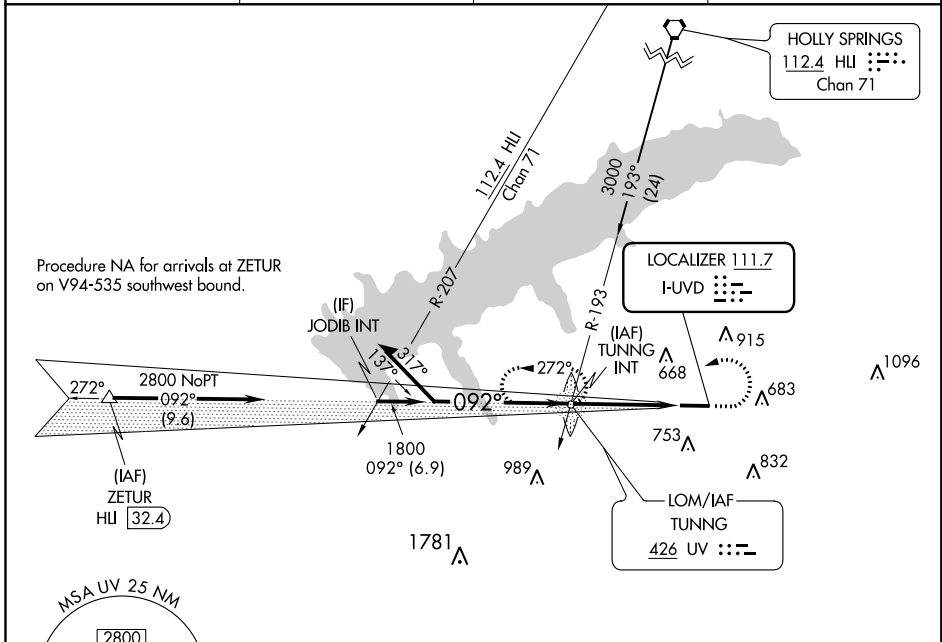 HOLLY SPRINGS
112.4 HLI
Chan 71
112.4 HLI
Chan 71
3000
193°
(24)
Procedure NA for arrivals at ZETUR
on V94-535 southwest bound.
LOCALIZER 111.7
I-UVD
R-207
R-193
(IF)
JODIB INT
(IAF)
TUNNG
INT
915
668
1096
683
317°
137°
272°
272°
2800 NoPT
092°
(9.6)
092°
1800
092° (6.9)
753
832
989
(IAF)
ZETUR
HLI 32.4
LOM/IAF
TUNNG
426 UV
1781
MSA UV 25 NM
2800